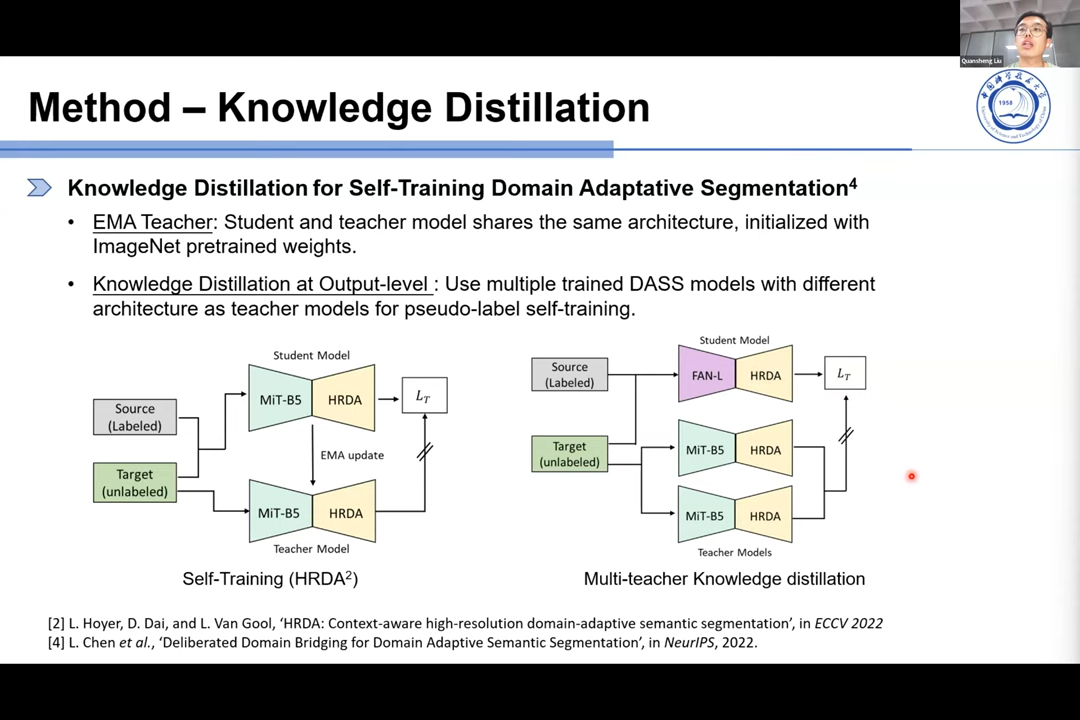 Quansheng Liu
Method – Knowledge Distillation
1958
Knowledge Distillation for Self-Training Domain Adaptative Segmentation4
• EMA Teacher: Student and teacher model shares the same architecture, initialized with
ImageNet pretrained weights.
• Knowledge Distillation at Output-level : Use multiple trained DASS models with different
architecture as teacher models for pseudo-label self-training.
Student Model
Source
(Labeled)
Target
(unlabeled)
MiT-B5
HRDA
LT
EMA update
MiT-B5
HRDA
Teacher Model
Self-Training (HRDA2)
Student Model
Source
(Labeled)
Target
(unlabeled)
FAN-L
HRDA
LT
MiT-B5
HRDA
MiT-B5
HRDA
Teacher Models
Multi-teacher Knowledge distillation
[2] L. Hoyer, D. Dai, and L. Van Gool, ‘HRDA: Context-aware high-resolution domain-adaptive semantic segmentation’, in ECCV 2022
[4] L. Chen et al., ‘Deliberated Domain Bridging for Domain Adaptive Semantic Segmentation’, in NeurIPS, 2022.